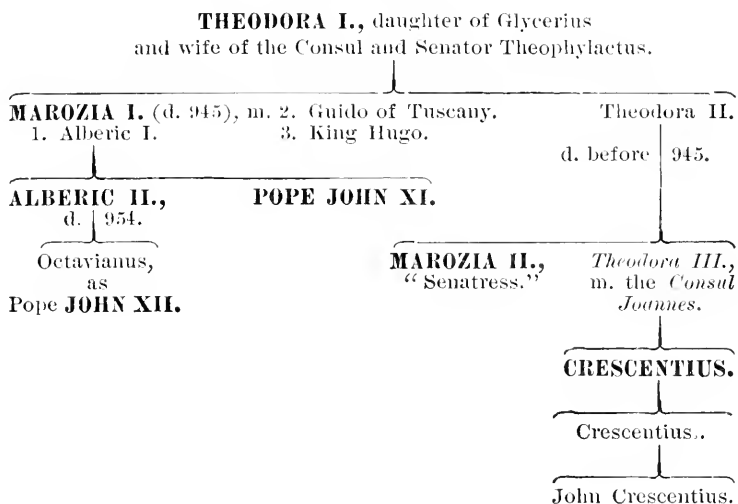 THEODORA I., daughter of Glycerius
and wife of the Consul and Senator Theophylactus.
MAROZIA I. (d. 945), m. 2. Guido of Tuscany.
1. Alberic I. 3. King Hugo.
Theodora II.
d. before 945.
ALBERIC II., POPE JOHN XI.
d. 954.
Octavianus,
as
Pope JOHN XII.
MAROZIA II.,
"Senatress."
Theodora III.,
m. the Consul
Joannes.
CRESCENTIUS.
Crescentius.
John Crescentius.